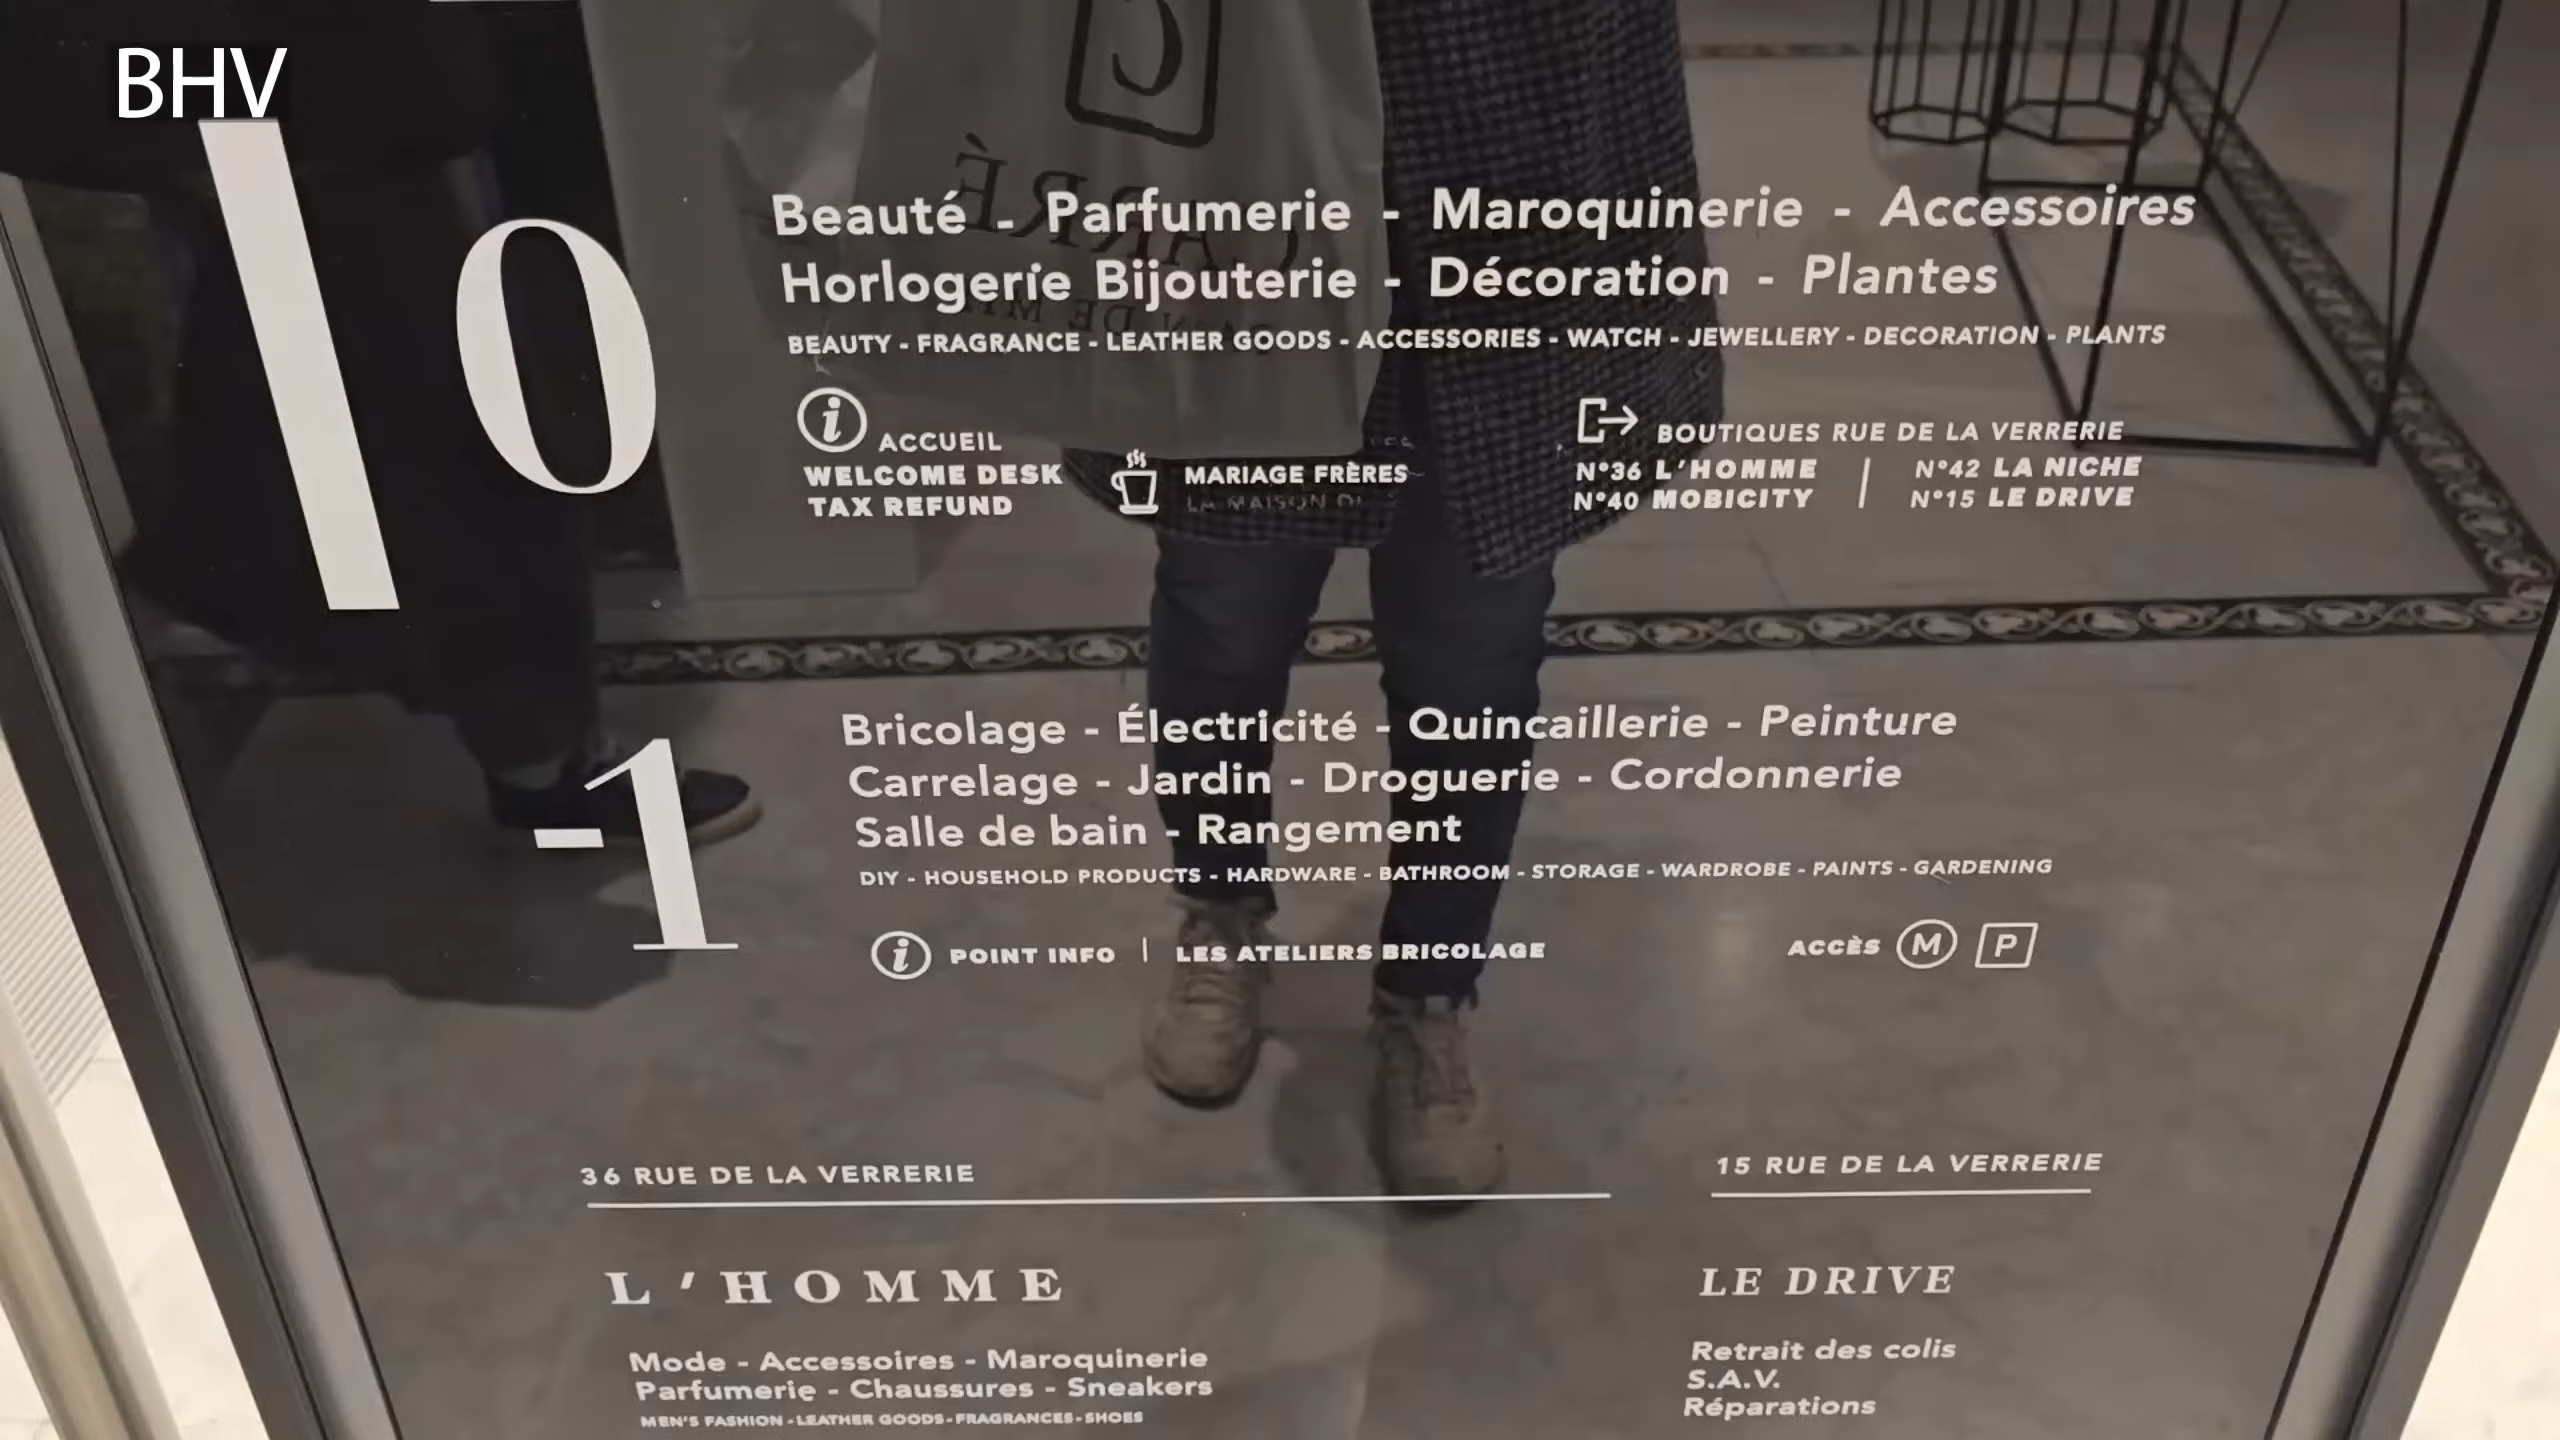 BHV
0
Beauté - Parfumerie - Maroquinerie - Accessoires
Horlogerie Bijouterie - Décoration - Plantes
BEAUTY - FRAGRANCE - LEATHER GOODS - ACCESSORIES - WATCH - JEWELLERY - DECORATION - PLANTS
ACCUEIL
WELCOME DESK
TAX REFUND
MARIAGE FRÈRES
LA MAISON
BOUTIQUES RUE DE LA VERRERIE
N°36 L'HOMME | N°42 LA NICHE
N°40 MOBICITY | N°15 LE DRIVE
C
CARRÉ
-1
Bricolage - Électricité - Quincaillerie - Peinture
Carrelage - Jardin - Droguerie - Cordonnerie
Salle de bain - Rangement
DIY - HOUSEHOLD PRODUCTS - HARDWARE - BATHROOM - STORAGE - WARDROBE - PAINTS - GARDENING
i POINT INFO | LES ATELIERS BRICOLAGE
ACCÈS M P
36 RUE DE LA VERRERIE
L'HOMME
Mode - Accessoires - Maroquinerie
Parfumerie - Chaussures - Sneakers
MEN'S FASHION - LEATHER GOODS - FRAGRANCES - SHOES
15 RUE DE LA VERRERIE
LE DRIVE
Retrait des colis
S.A.V.
Réparations